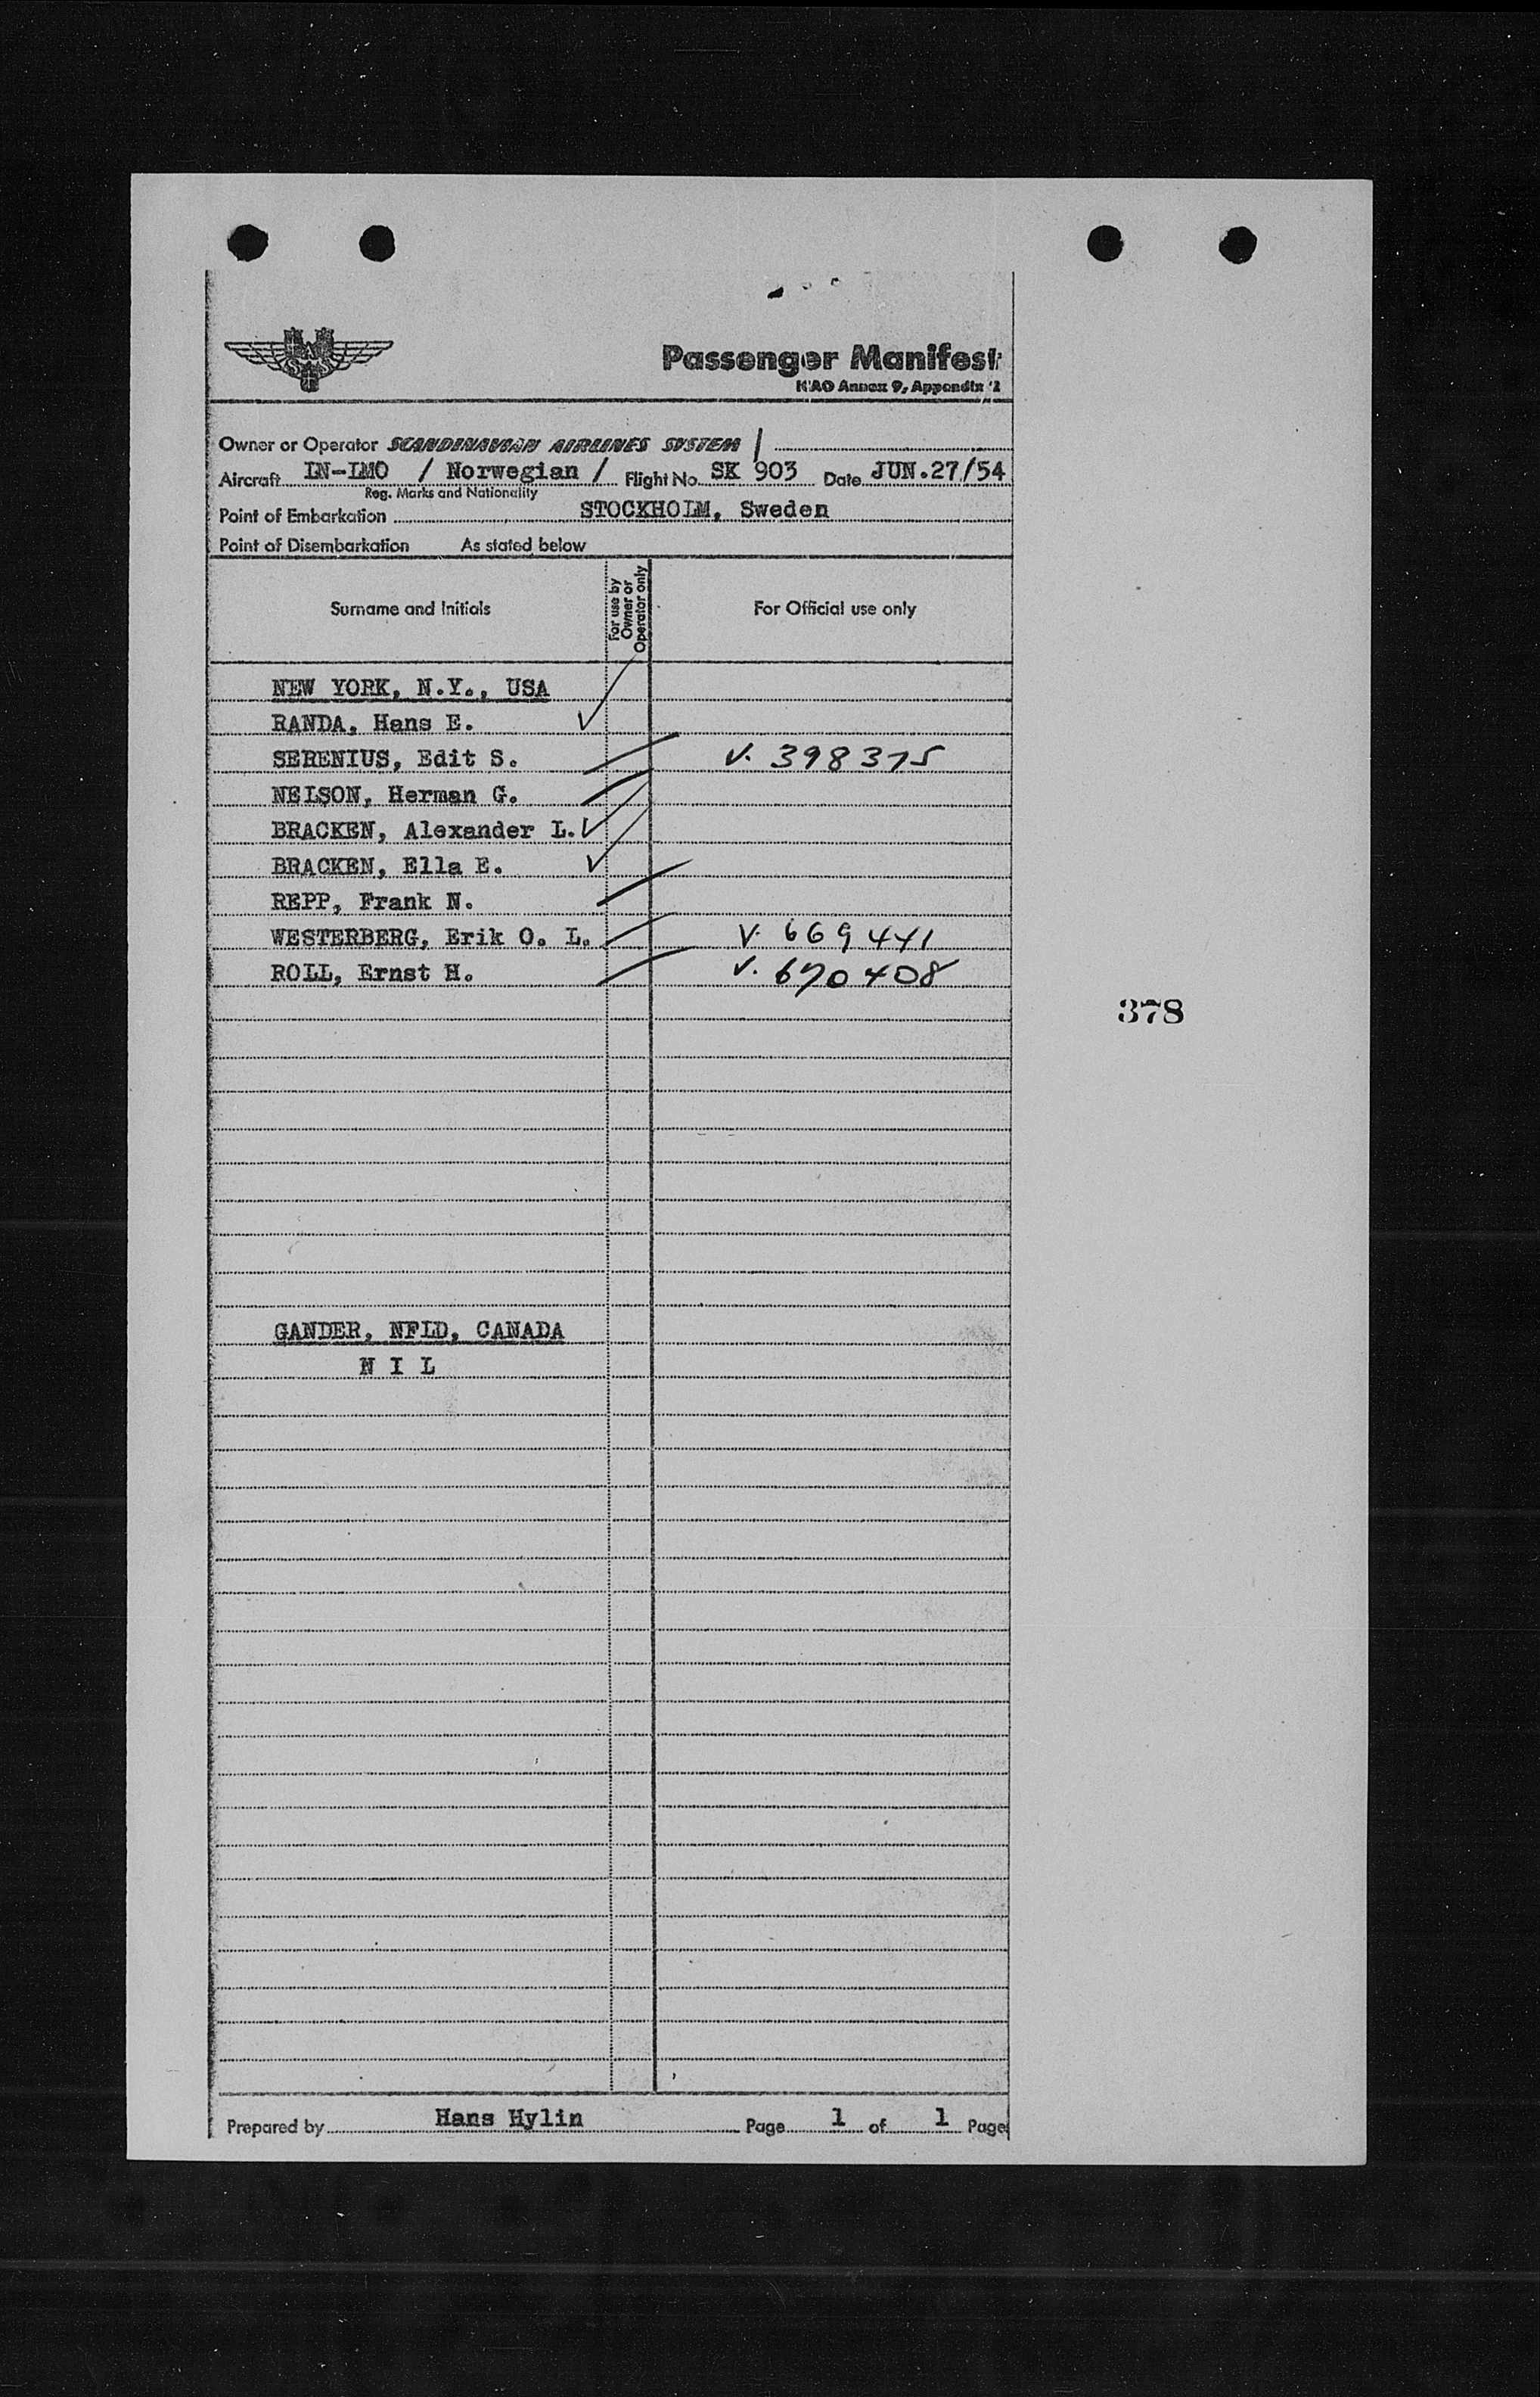 SAS
Passenger Manifest
ICAO Annex 9, Appendix 2
Owner or Operator SCANDINAVIAN AIRLINES SYSTEM /
Aircraft LN-LMO / Norwegian / Flight No. SK 903 Date JUN.27/54
Reg. Marks and Nationality
Point of Embarkation STOCKHOLM, Sweden
Point of Disembarkation As stated below
Surname and Initials
For use by
Owner or
Operator only
For Official use only
NEW YORK, N.Y., USA
RANDA, Hans E.
SERENIUS, Edit S. V. 398375
NELSON, Herman G.
BRACKEN, Alexander L.
BRACKEN, Ella E.
REPP, Frank N.
WESTERBERG, Erik O. L. V. 669441
ROLL, Ernst H. V. 670408
378
GANDER, NFLD, CANADA
N I L
Prepared by Hans Hylin Page 1 of 1 Page